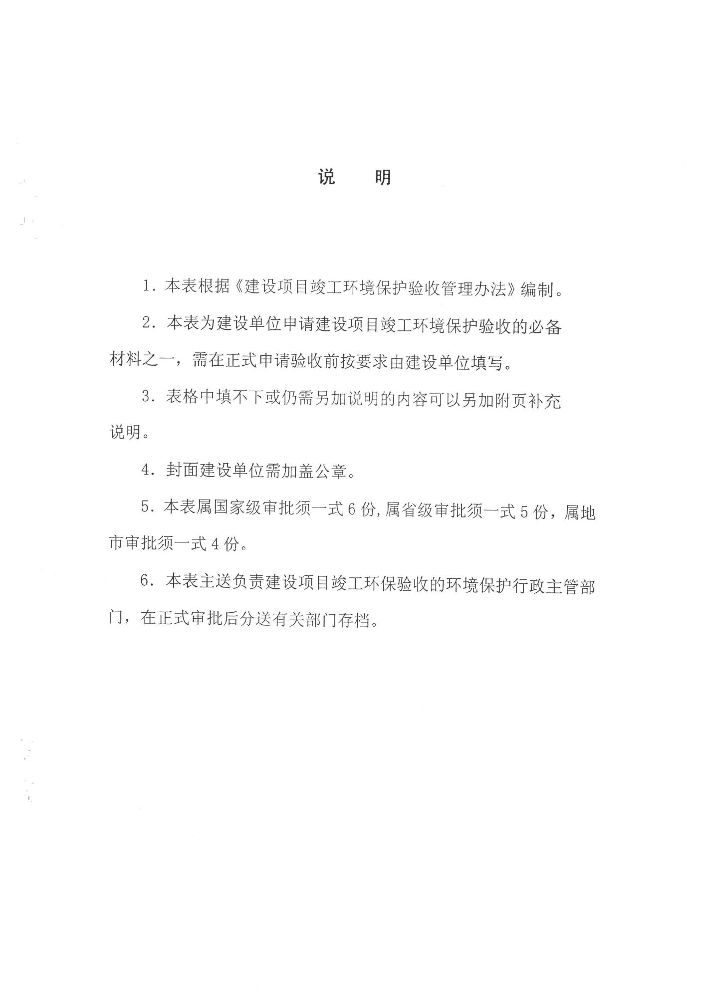 说　　明
1. 本表根据《建设项目竣工环境保护验收管理办法》编制。
2. 本表为建设单位申请建设项目竣工环境保护验收的必备
材料之一，需在正式申请验收前按要求由建设单位填写。
3. 表格中填不下或仍需另加说明的内容可以另加附页补充
说明。
4. 封面建设单位需加盖公章。
5. 本表属国家级审批须一式 6 份,属省级审批须一式 5 份，属地
市审批须一式 4 份。
6. 本表主送负责建设项目竣工环保验收的环境保护行政主管部
门，在正式审批后分送有关部门存档。